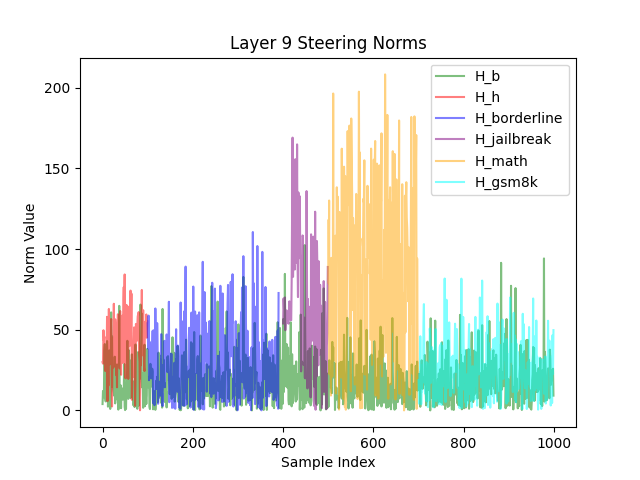 Layer 9 Steering Norms
Norm Value
200
150
100
50
0
0
200
400
600
800
1000
Sample Index
H_b
H_h
H_borderline
H_jailbreak
H_math
H_gsm8k